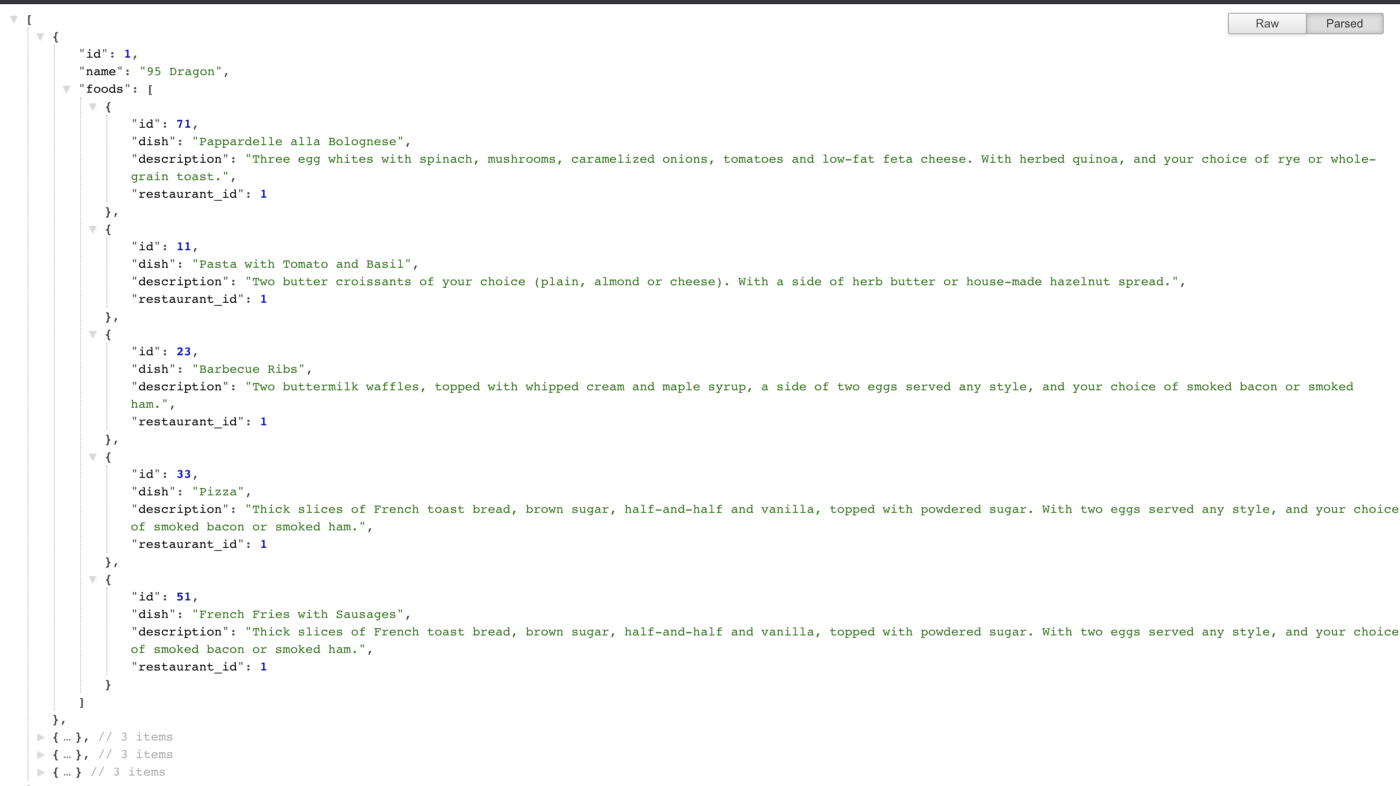 [
Raw Parsed
{
"id": 1,
"name": "95 Dragon",
"foods": [
{
"id": 71,
"dish": "Pappardelle alla Bolognese",
"description": "Three egg whites with spinach, mushrooms, caramelized onions, tomatoes and low-fat feta cheese. With herbed quinoa, and your choice of rye or whole-
grain toast.",
"restaurant_id": 1
},
{
"id": 11,
"dish": "Pasta with Tomato and Basil",
"description": "Two butter croissants of your choice (plain, almond or cheese). With a side of herb butter or house-made hazelnut spread.",
"restaurant_id": 1
},
{
"id": 23,
"dish": "Barbecue Ribs",
"description": "Two buttermilk waffles, topped with whipped cream and maple syrup, a side of two eggs served any style, and your choice of smoked bacon or smoked
ham.",
"restaurant_id": 1
},
{
"id": 33,
"dish": "Pizza",
"description": "Thick slices of French toast bread, brown sugar, half-and-half and vanilla, topped with powdered sugar. With two eggs served any style, and your choice
of smoked bacon or smoked ham.",
"restaurant_id": 1
},
{
"id": 51,
"dish": "French Fries with Sausages",
"description": "Thick slices of French toast bread, brown sugar, half-and-half and vanilla, topped with powdered sugar. With two eggs served any style, and your choice
of smoked bacon or smoked ham.",
"restaurant_id": 1
}
]
},
{ … }, // 3 items
{ … }, // 3 items
{ … } // 3 items